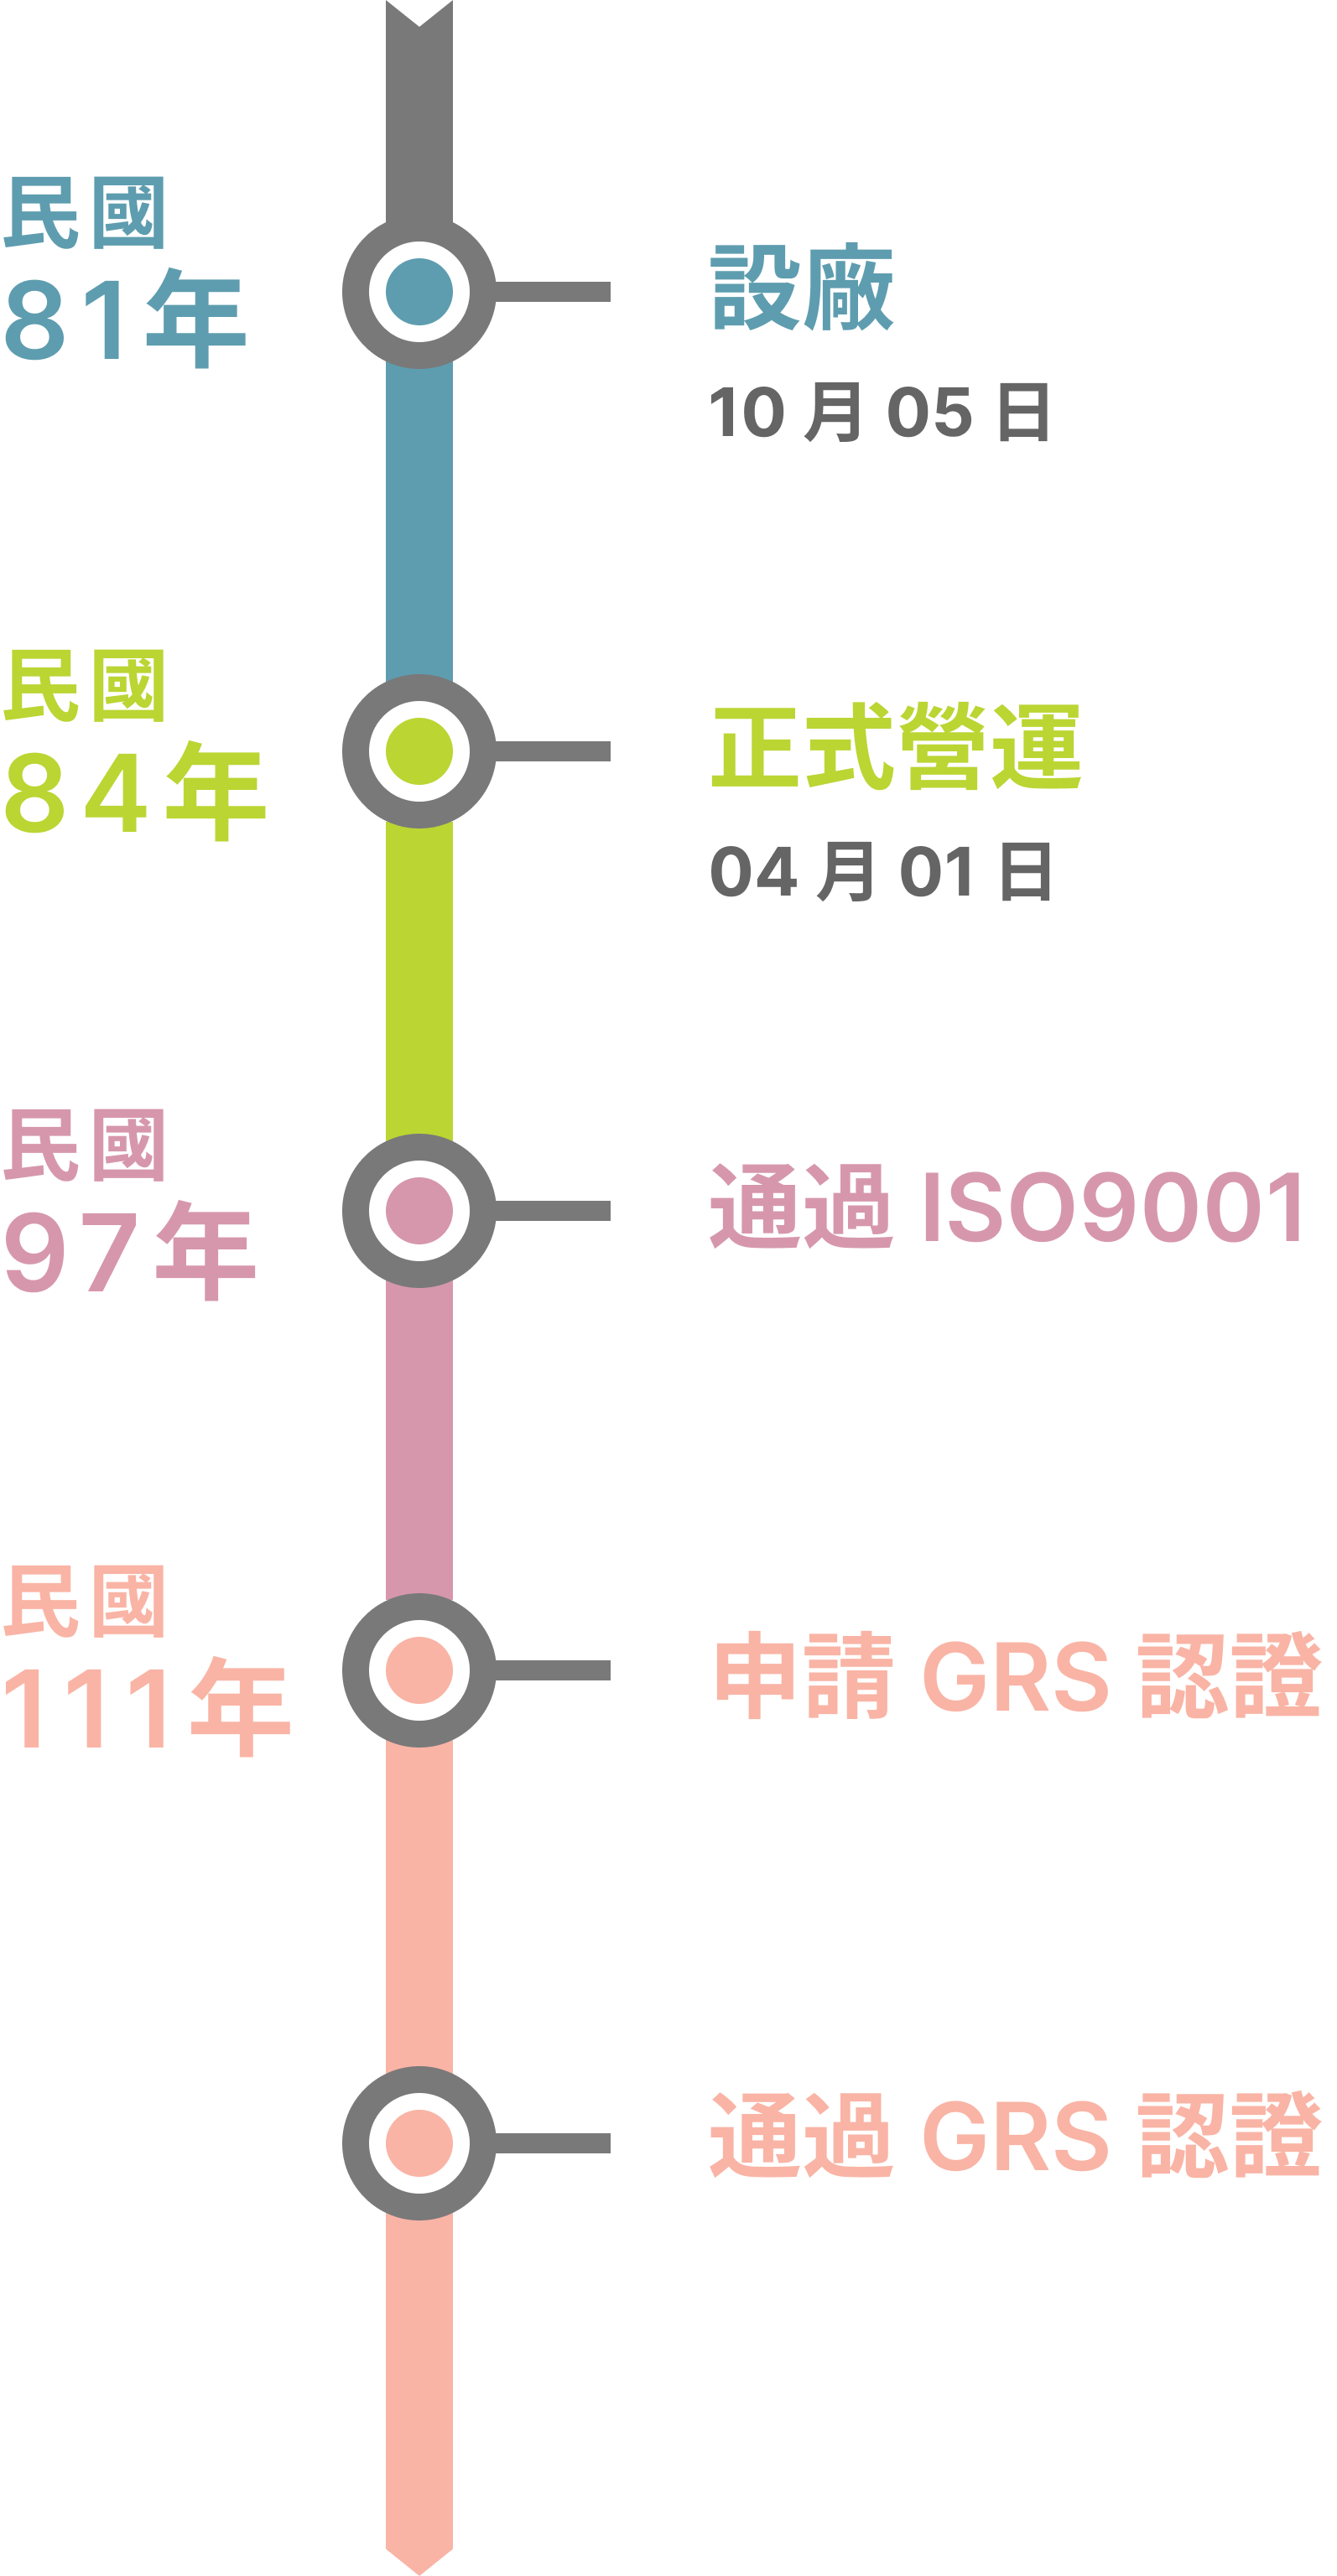 民國
81年
設廠
10 月 05 日
民國
84年
正式營運
04 月 01 日
民國
97年
通過 ISO9001
民國
111年
申請 GRS 認證
通過 GRS 認證